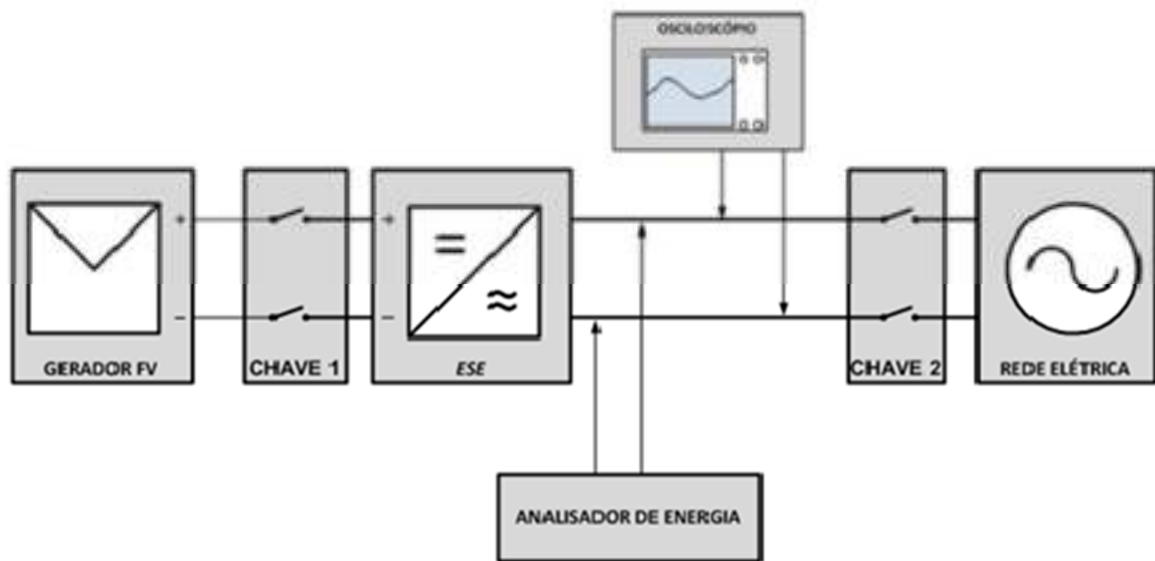 OSCILOSCÓPIO
+
+
−
−
GERADOR FV
CHAVE 1
ESE
CHAVE 2
REDE ELÉTRICA
ANALISADOR DE ENERGIA